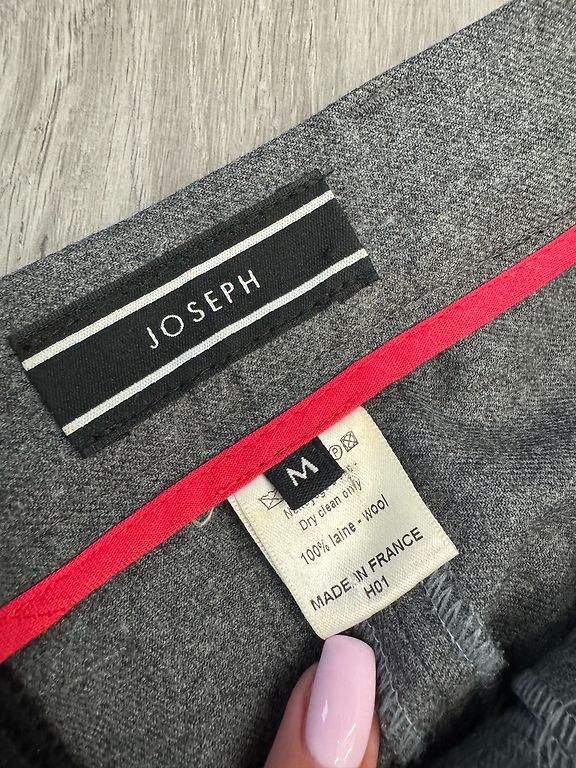 JOSEPH
M
P
Dry clean only
100% laine - wool
MADE IN FRANCE
H01